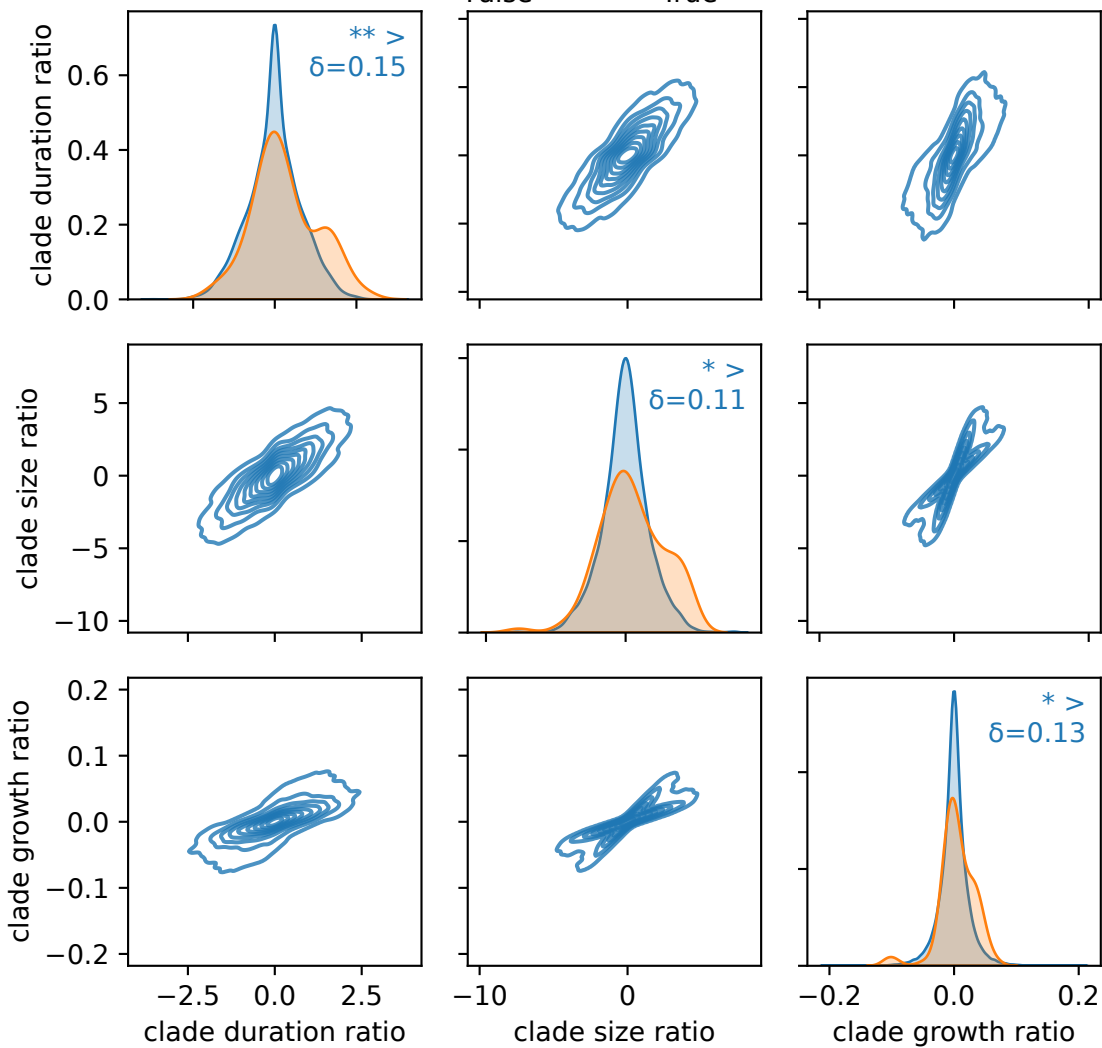 True
clade duration ratio
0.6
0.4
0.2
0.0
** >
δ=0.15
clade size ratio
5
0
−5
−10
* >
δ=0.11
clade growth ratio
0.2
0.1
0.0
−0.1
−0.2
* >
δ=0.13
−2.5 0.0 2.5
−10 0
−0.2 0.0 0.2
clade duration ratio
clade size ratio
clade growth ratio